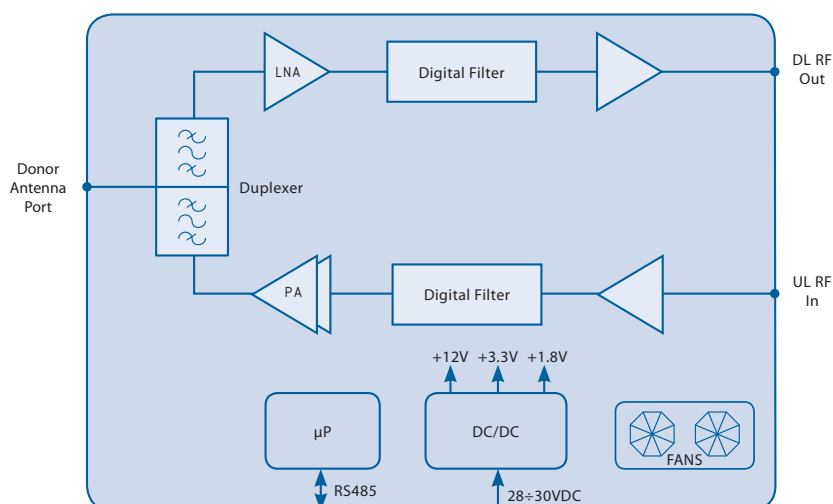 LNA
Digital Filter
DL RF
Out
Donor
Antenna
Port
Duplexer
PA
Digital Filter
UL RF
In
+12V
+3.3V
+1.8V
µP
DC/DC
FANS
RS485
28÷30VDC